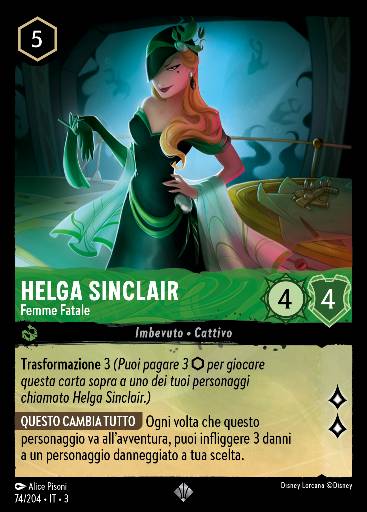 5
HELGA SINCLAIR
Femme Fatale
4
4
Imbevuto • Cattivo
Trasformazione 3 (Puoi pagare 3 per giocare
questa carta sopra a uno dei tuoi personaggi
chiamato Helga Sinclair.)
QUESTO CAMBIA TUTTO Ogni volta che questo
personaggio va all'avventura, puoi infliggere 3 danni
a un personaggio danneggiato a tua scelta.
Alice Pisoni
74/204 • IT • 3
Disney Lorcana ©Disney